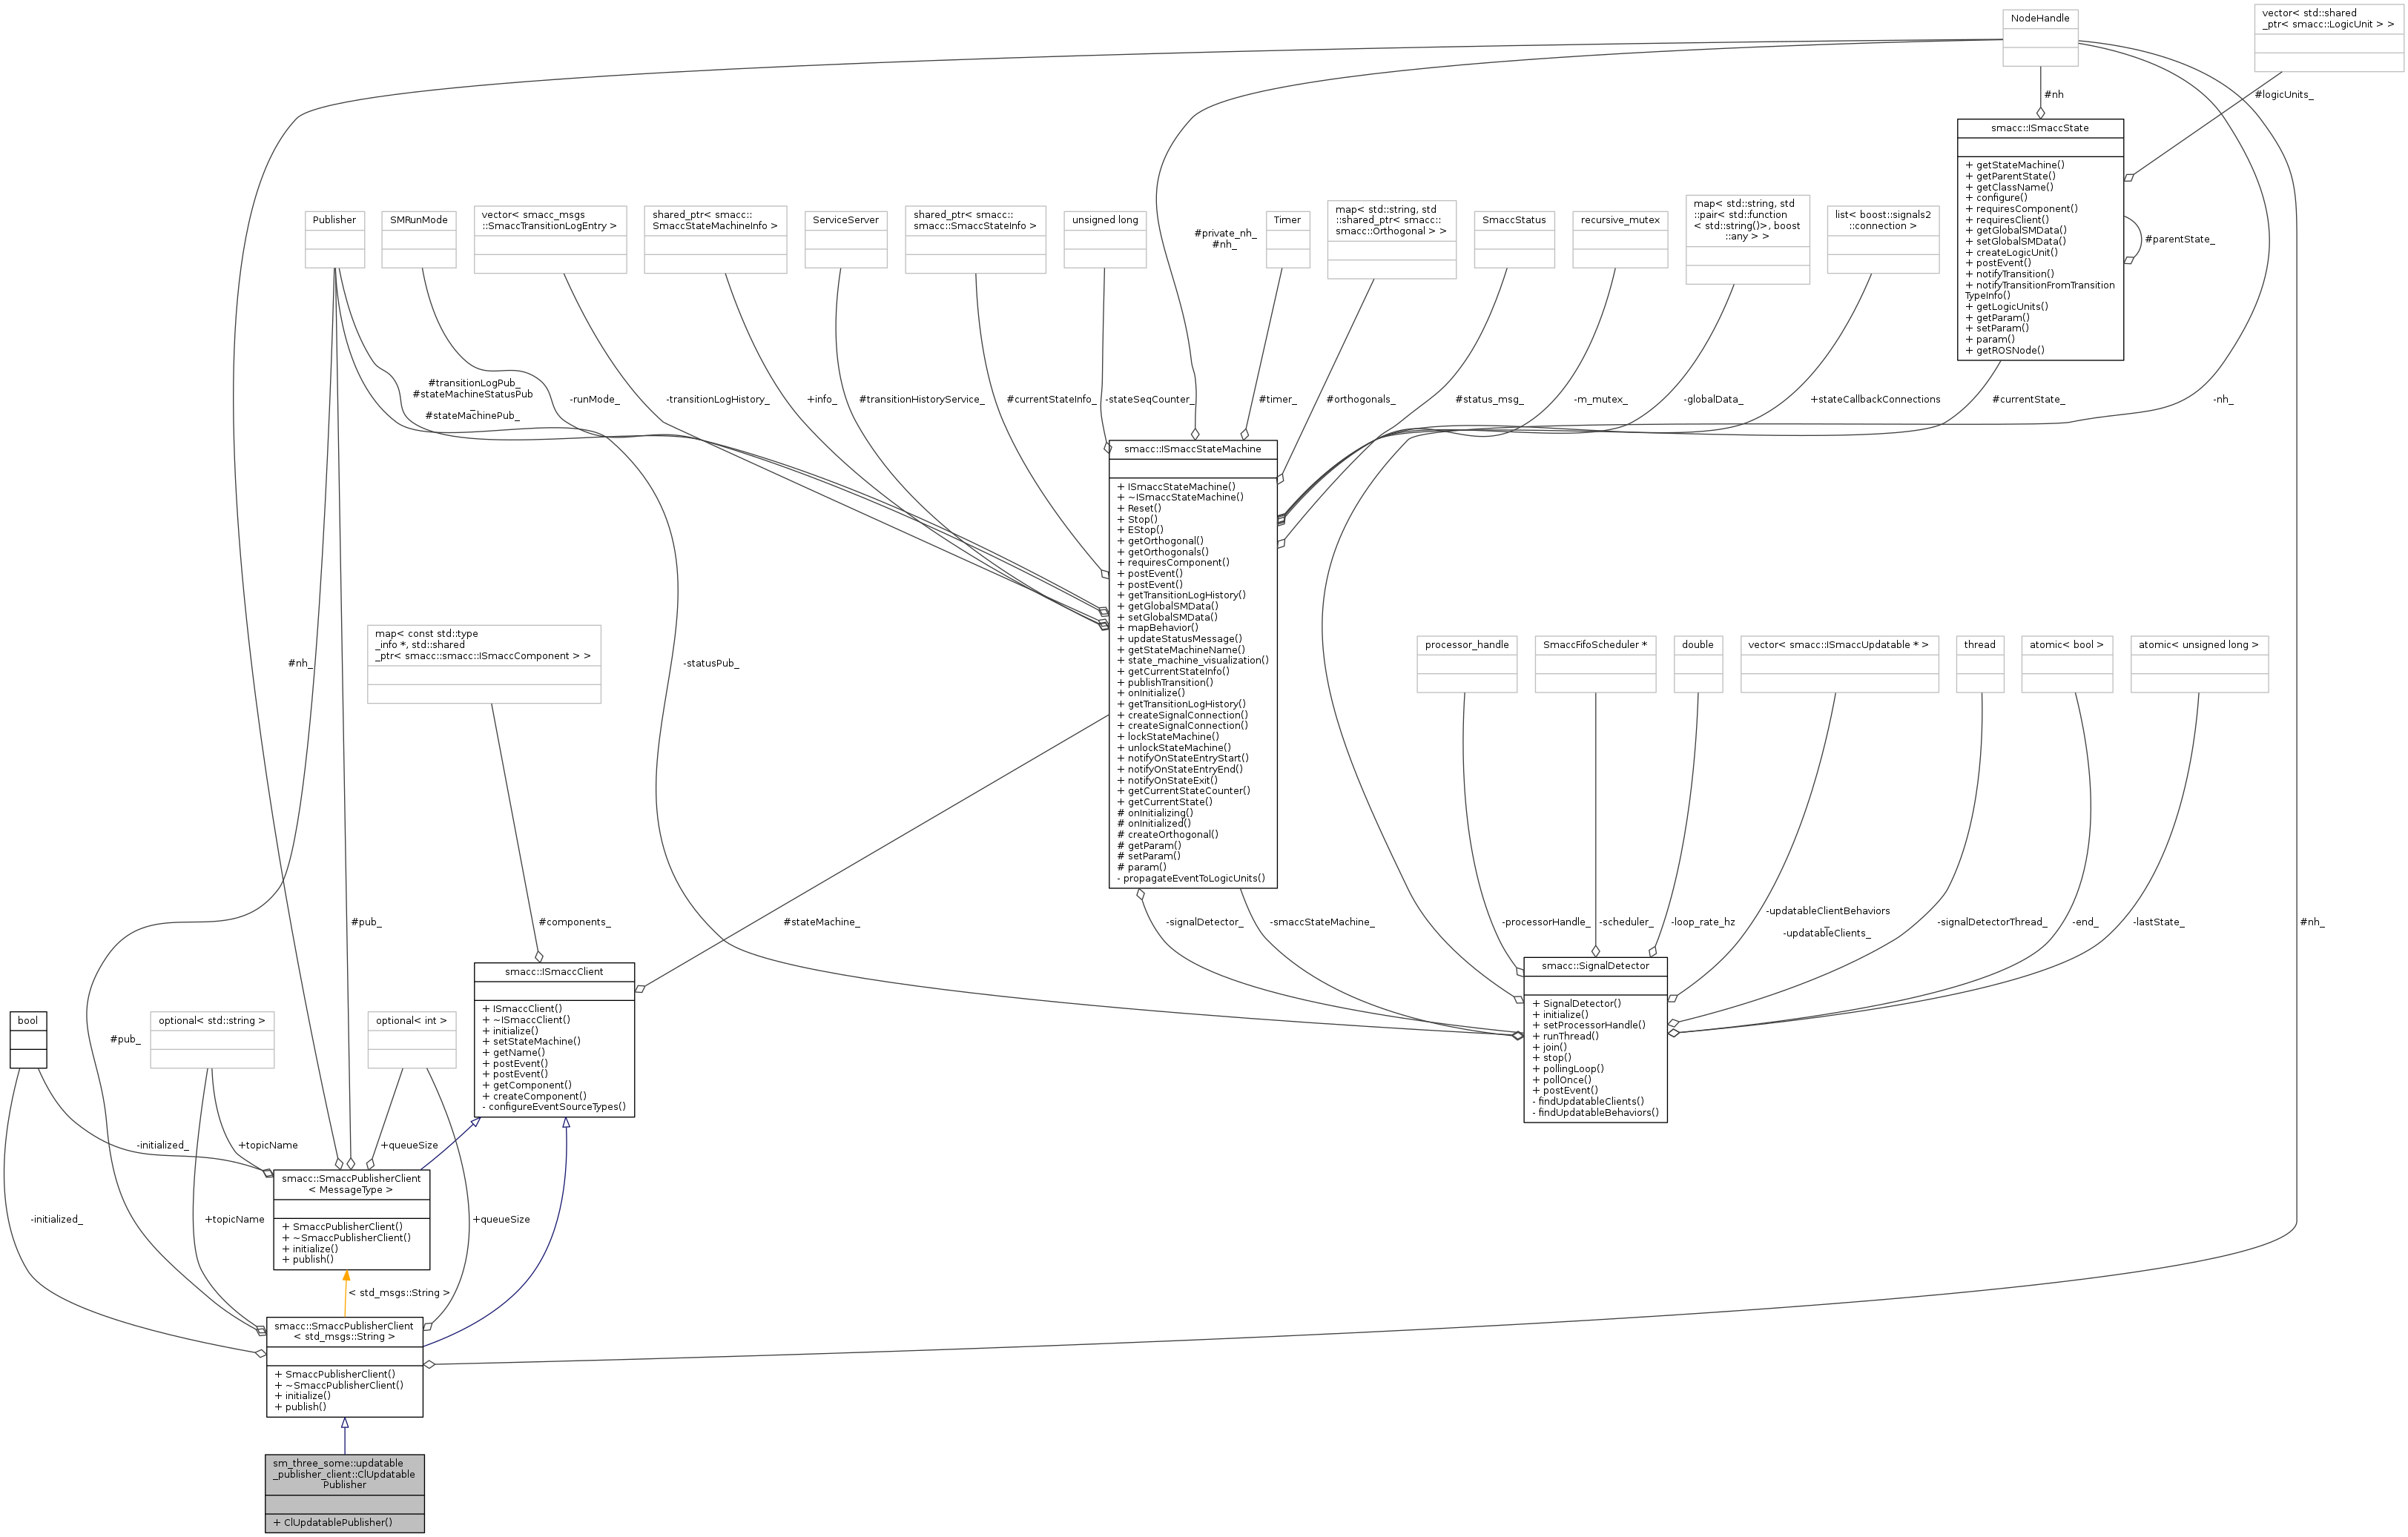 NodeHandle
vector< std::shared
_ptr< smacc::LogicUnit > >
#nh
#logicUnits_
smacc::ISmaccState
+ getStateMachine()
+ getParentState()
+ getClassName()
+ configure()
+ requiresComponent()
+ requiresClient()
+ getGlobalSMData()
+ setGlobalSMData()
+ createLogicUnit()
+ postEvent()
+ notifyTransition()
+ notifyTransitionFromTransition
TypeInfo()
+ getLogicUnits()
+ getParam()
+ setParam()
+ param()
+ getROSNode()
#parentState_
Publisher
SMRunMode
vector< smacc_msgs
::SmaccTransitionLogEntry >
shared_ptr< smacc::
SmaccStateMachineInfo >
ServiceServer
shared_ptr< smacc::
smacc::SmaccStateInfo >
unsigned long
#private_nh_
#nh_
Timer
map< std::string, std
::shared_ptr< smacc::
smacc::Orthogonal > >
SmaccStatus
recursive_mutex
map< std::string, std
::pair< std::function
< std::string()>, boost
::any > >
list< boost::signals2
::connection >
#transitionLogPub_
#stateMachineStatusPub
_
#stateMachinePub_
-runMode_
-transitionLogHistory_
+info_
#transitionHistoryService_
#currentStateInfo_
-stateSeqCounter_
#timer_
#orthogonals_
#status_msg_
-m_mutex_
-globalData_
+stateCallbackConnections
#currentState_
-nh_
smacc::ISmaccStateMachine
+ ISmaccStateMachine()
+ ~ISmaccStateMachine()
+ Reset()
+ Stop()
+ EStop()
+ getOrthogonal()
+ getOrthogonals()
+ requiresComponent()
+ postEvent()
+ postEvent()
+ getTransitionLogHistory()
+ getGlobalSMData()
+ setGlobalSMData()
+ mapBehavior()
+ updateStatusMessage()
+ getStateMachineName()
+ state_machine_visualization()
+ getCurrentStateInfo()
+ publishTransition()
+ onInitialize()
+ getTransitionLogHistory()
+ createSignalConnection()
+ createSignalConnection()
+ lockStateMachine()
+ unlockStateMachine()
+ notifyOnStateEntryStart()
+ notifyOnStateEntryEnd()
+ notifyOnStateExit()
+ getCurrentStateCounter()
+ getCurrentState()
# onInitializing()
# onInitialized()
# createOrthogonal()
# getParam()
# setParam()
# param()
- propagateEventToLogicUnits()
map< const std::type
_info *, std::shared
_ptr< smacc::smacc::ISmaccComponent > >
#nh_
-statusPub_
processor_handle
SmaccFifoScheduler *
double
vector< smacc::ISmaccUpdatable * >
thread
atomic< bool >
atomic< unsigned long >
#pub_
#components_
#stateMachine_
-signalDetector_
-smaccStateMachine_
-processorHandle_
-scheduler_
-loop_rate_hz
-updatableClientBehaviors
_
-updatableClients_
-signalDetectorThread_
-end_
-lastState_
#nh_
smacc::ISmaccClient
+ ISmaccClient()
+ ~ISmaccClient()
+ initialize()
+ setStateMachine()
+ getName()
+ postEvent()
+ postEvent()
+ getComponent()
+ createComponent()
- configureEventSourceTypes()
smacc::SignalDetector
+ SignalDetector()
+ initialize()
+ setProcessorHandle()
+ runThread()
+ join()
+ stop()
+ pollingLoop()
+ pollOnce()
+ postEvent()
- findUpdatableClients()
- findUpdatableBehaviors()
bool
optional< std::string >
optional< int >
#pub_
-initialized_
+topicName
+queueSize
smacc::SmaccPublisherClient
< MessageType >
+ SmaccPublisherClient()
+ ~SmaccPublisherClient()
+ initialize()
+ publish()
-initialized_
+topicName
+queueSize
< std_msgs::String >
smacc::SmaccPublisherClient
< std_msgs::String >
+ SmaccPublisherClient()
+ ~SmaccPublisherClient()
+ initialize()
+ publish()
sm_three_some::updatable
_publisher_client::ClUpdatable
Publisher
+ ClUpdatablePublisher()